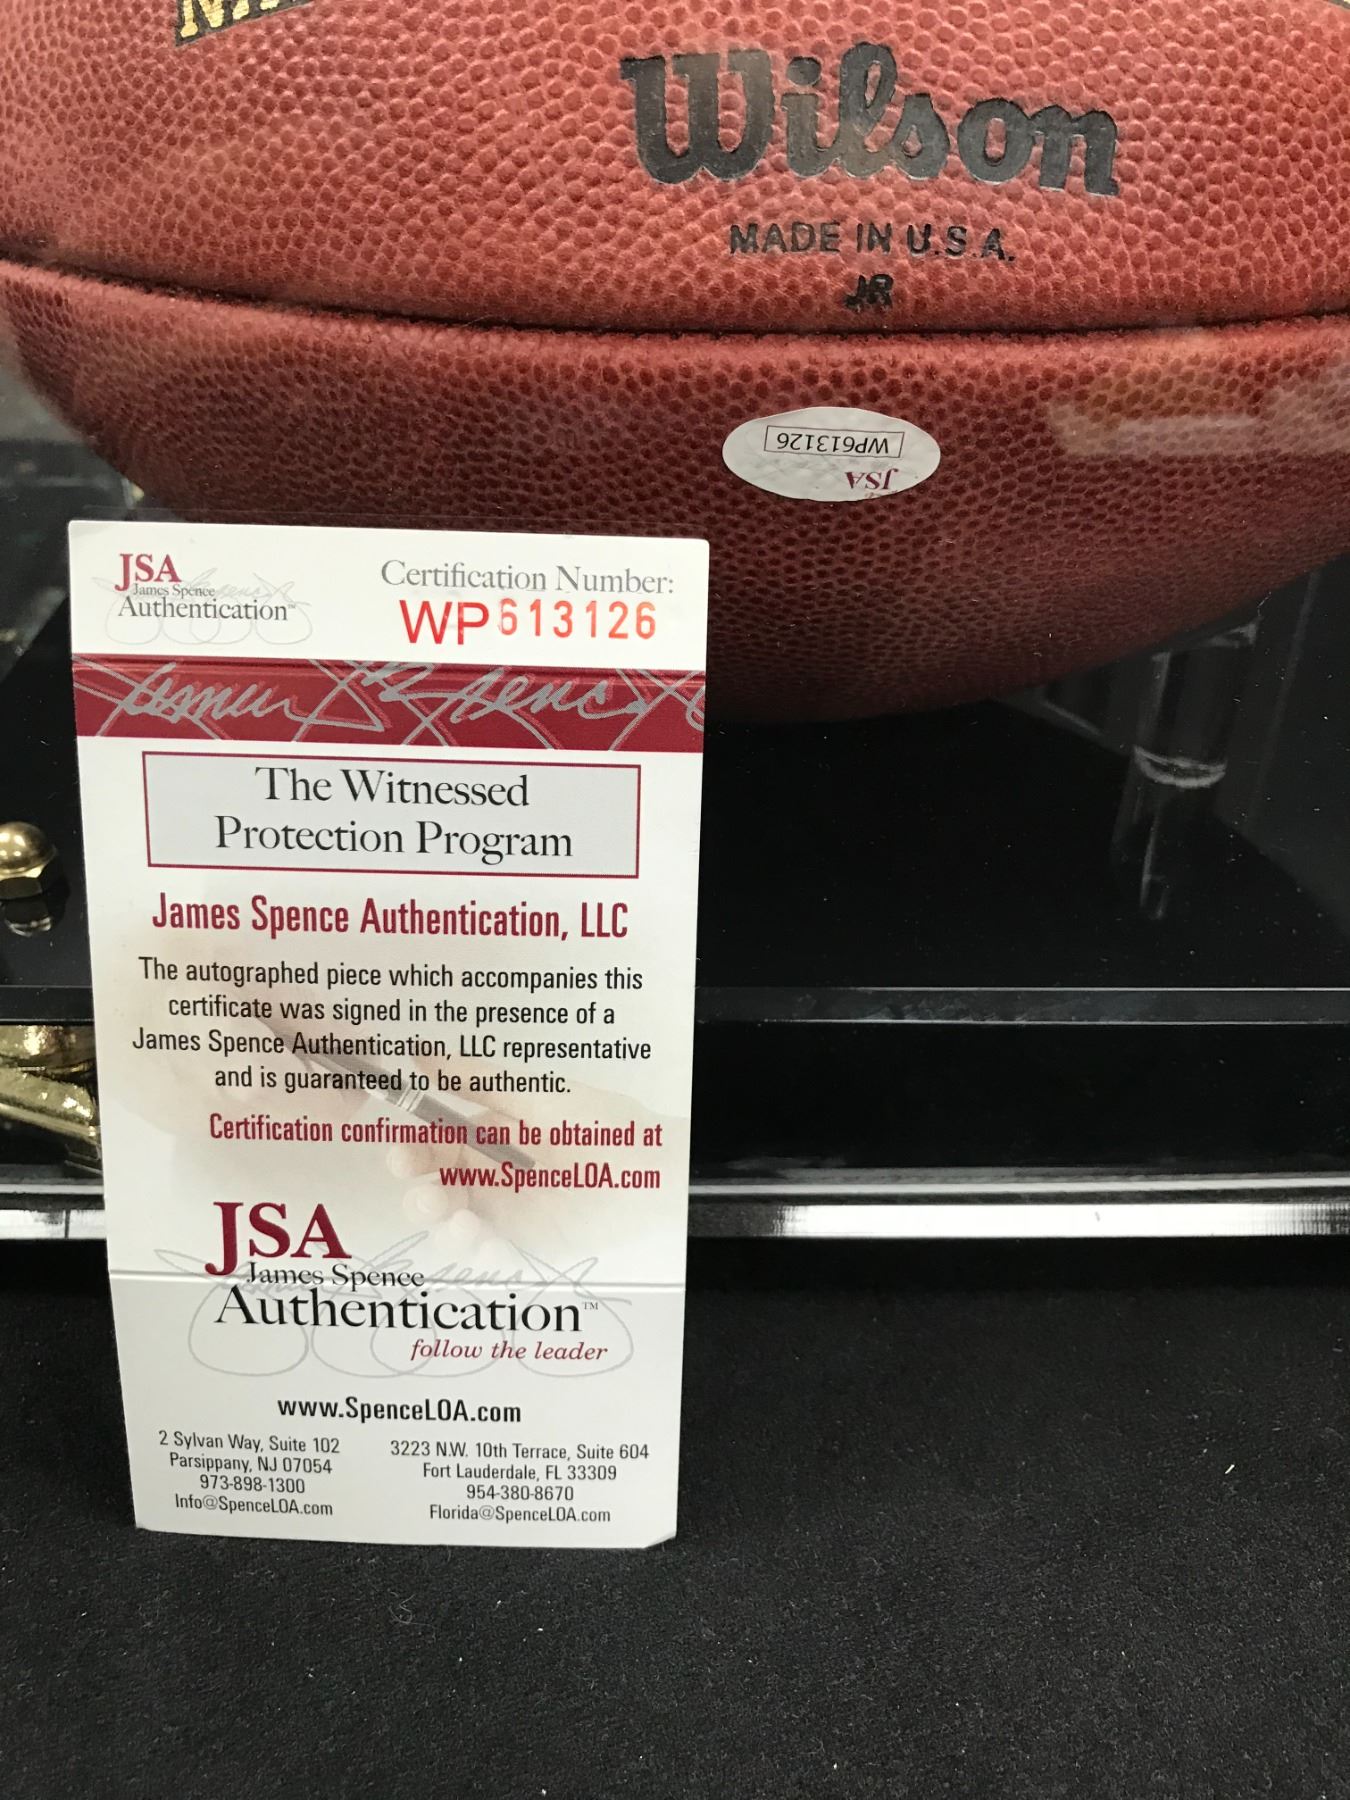 Wilson
MADE IN U.S.A.
JR
WP613126
JSA
JSA
James Spence
Authentication
Certification Number:
WP613126
The Witnessed
Protection Program
James Spence Authentication, LLC
The autographed piece which accompanies this
certificate was signed in the presence of a
James Spence Authentication, LLC representative
and is guaranteed to be authentic.
Certification confirmation can be obtained at
www.SpenceLOA.com
JSA
James Spence
Authentication™
follow the leader
www.SpenceLOA.com
2 Sylvan Way, Suite 102
Parsippany, NJ 07054
973-898-1300
Info@SpenceLOA.com
3223 N.W. 10th Terrace, Suite 604
Fort Lauderdale, FL 33309
954-380-8670
Florida@SpenceLOA.com